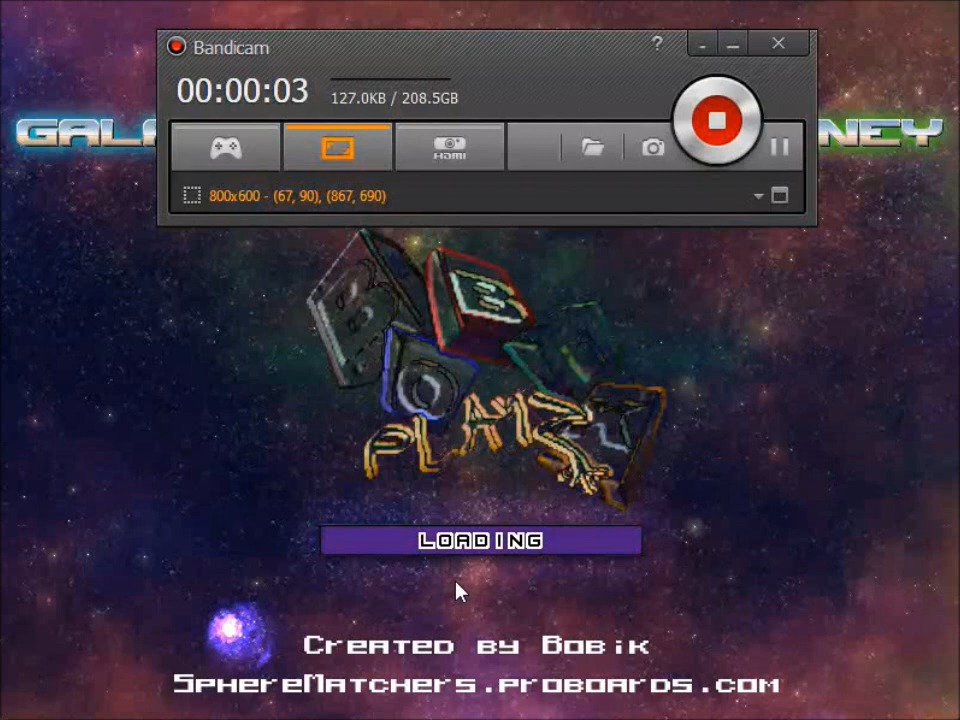 Bandicam
?
00:00:03
127.0KB / 208.5GB
HDMI
800x600 - (67, 90), (867, 690)
LOADING
Created by Bobik
SphereMatchers.proboards.com